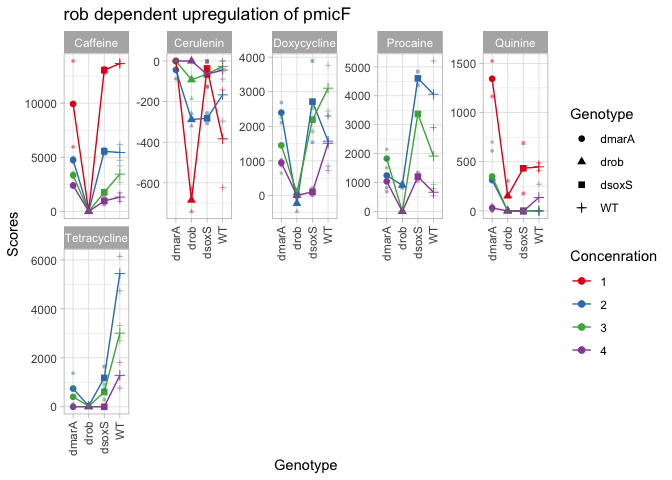 rob dependent upregulation of pmicF
Caffeine
Cerulenin
Doxycycline
Procaine
Quinine
10000
5000
0
0
-200
-400
-600
4000
3000
2000
1000
0
5000
4000
3000
2000
1000
0
1500
1000
500
0
dmarA
drob
dsoxS
WT
dmarA
drob
dsoxS
WT
dmarA
drob
dsoxS
WT
dmarA
drob
dsoxS
WT
Tetracycline
6000
4000
2000
0
dmarA
drob
dsoxS
WT
Scores
Genotype
Genotype
dmarA
drob
dsoxS
WT
Concenration
1
2
3
4